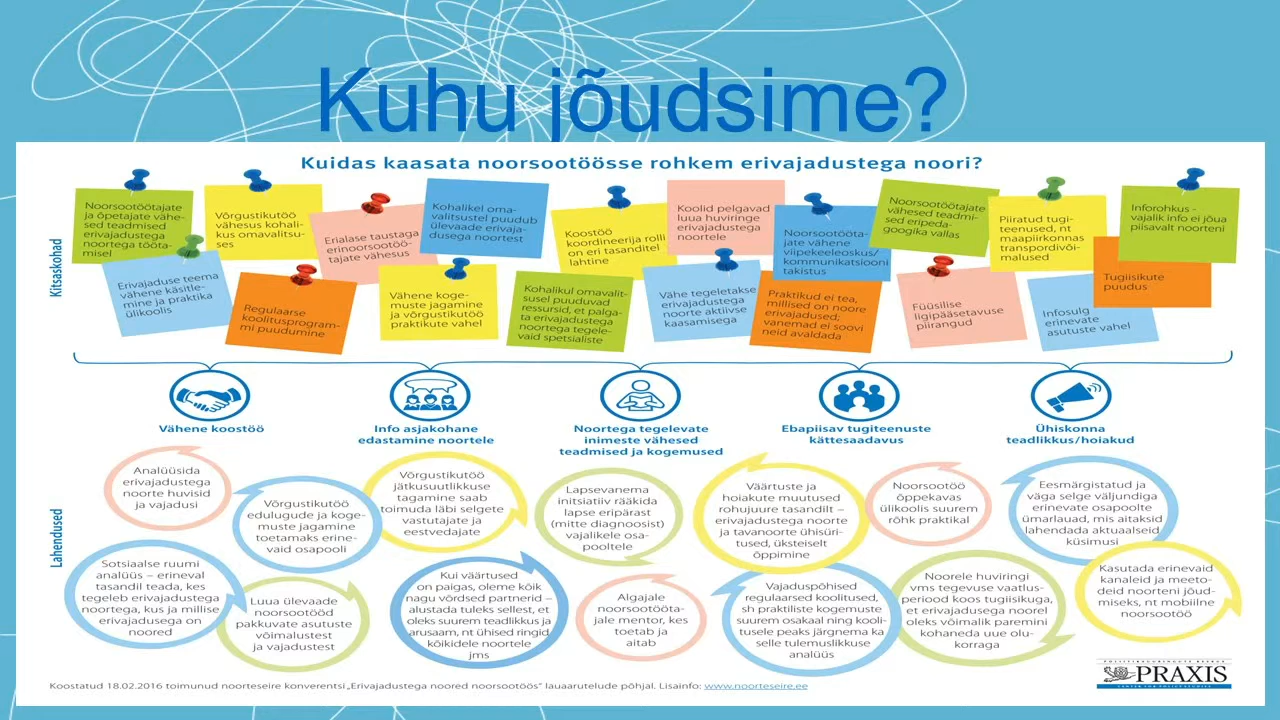 Kuhu jõudsime?
Kuidas kaasata noorsootöösse rohkem erivajadustega noori?
Kitsaskohad
Noorsootöötajate
ja õpetajate vähe-
sed teadmised
erivajadustega
noortega tööta-
misel
Võrgustikutöö
vähesus kohali-
kus omavalitsu-
ses
Erialase taustaga
erinoorsootöö-
tajate vähesus
Kohalikel oma-
valitsustel puudub
ülevaade erivaja-
dusega noortest
Koostöö
koordineerija rolli
on eri tasanditel
lahtine
Koolid pelgavad
luua huviringe
erivajadustega
noortele
Noorsootööta-
jate vähene
viipekeeleoskus/
kommunikatsiooni
takistus
Noorsootöötajate
vähesed teadmi-
sed eripeda-
googika vallas
Piiratud tugi-
teenused, nt
maapiirkonnas
transpordivõi-
malused
Inforohkus -
vajalik info ei jõua
piisavalt noorteni
Erivajaduse teema
vähene käsitle-
mine ja praktika
ülikoolis
Regulaarse
koolitusprogram-
mi puudumine
Vähene koge-
muste jagamine
ja võrgustikutöö
praktikute vahel
Kohalikul omavalit-
susel puuduvad
ressursid, et palga-
ta erivajadustega
noortega tegele-
vaid spetsialiste
Vähe tegeletakse
erivajadustega
noorte aktiivse
kaasamisega
Praktikud ei tea,
millised on noore
erivajadused;
vanemad ei soovi
neid avaldada
Füüsilise
ligipääsetavuse
piirangud
Infosulg
erinevate
asutuste vahel
Tugiisikute
puudus
Vähene koostöö
Info asjakohane
edastamine noortele
Noortega tegelevate
inimeste vähesed
teadmised ja kogemused
Ebapiisav tugiteenuste
kättesaadavus
Ühiskonna
teadlikkus/hoiakud
Lahendused
Analüüsida
erivajadustega
noorte huvisid
ja vajadusi
Võrgustikutöö
edulugude ja koge-
muste jagamine
toetamaks erine-
vaid osapooli
Võrgustikutöö
jätkusuutlikkuse
tagamine saab
toimuda läbi selgete
vastutajate ja
eestvedajate
Lapsevanema
initsiatiiv rääkida
lapse eripärast
(mitte diagnoosist)
vajalikele osa-
pooltele
Väärtuste ja
hoiakute muutused
rohujuure tasandilt –
erivajadustega noorte
ja tavanoorte ühisüri-
tused, üksteiselt
õppimine
Noorsootöö
õppekavas
ülikoolis suurem
rõhk praktikal
Eesmärgistatud ja
väga selge väljundiga
erinevate osapoolte
ümarlauad, mis aitaksid
lahendada aktuaalseid
küsimusi
Sotsiaalse ruumi
analüüs – erineval
tasandil teada, kes
tegeleb erivajadustega
noortega, kus ja millise
erivajadusega on
noored
Luua ülevaade
noorsootööd
pakkuvate asutuste
võimalustest
ja vajadustest
Kui väärtused
on paigas, oleme kõik
nagu võrdsed partnerid –
alustada tuleks sellest, et
oleks suurem teadlikkus ja
arusaam, nt ühised ringid
kõikidele noortele
jms
Algajale
noorsootööta-
jale mentor, kes
toetab ja
aitab
Vajaduspõhised
regulaarsed koolitused,
sh praktiliste kogemuste
suurem osakaal ning kooli-
tusele peaks järgnema ka
selle tulemuslikkuse
analüüs
Noorele huviringi
vms tegevuse vaatlus-
periood koos tugiisikuga,
et erivajadusega noorel
oleks võimalik paremini
kohaneda uue olu-
korraga
Kasutada erinevaid
kanaleid ja meeto-
deid noorteni jõud-
miseks, nt mobiilne
noorsootöö
Koostatud 18.02.2016 toimunud noorteseire konverentsi „Erivajadustega noored noorsootöös“ lauaarutelude põhjal. Lisainfo: www.noorteseire.ee
POLIITIKAUURINGUTE KESKUS
PRAXIS
CENTER FOR POLICY STUDIES